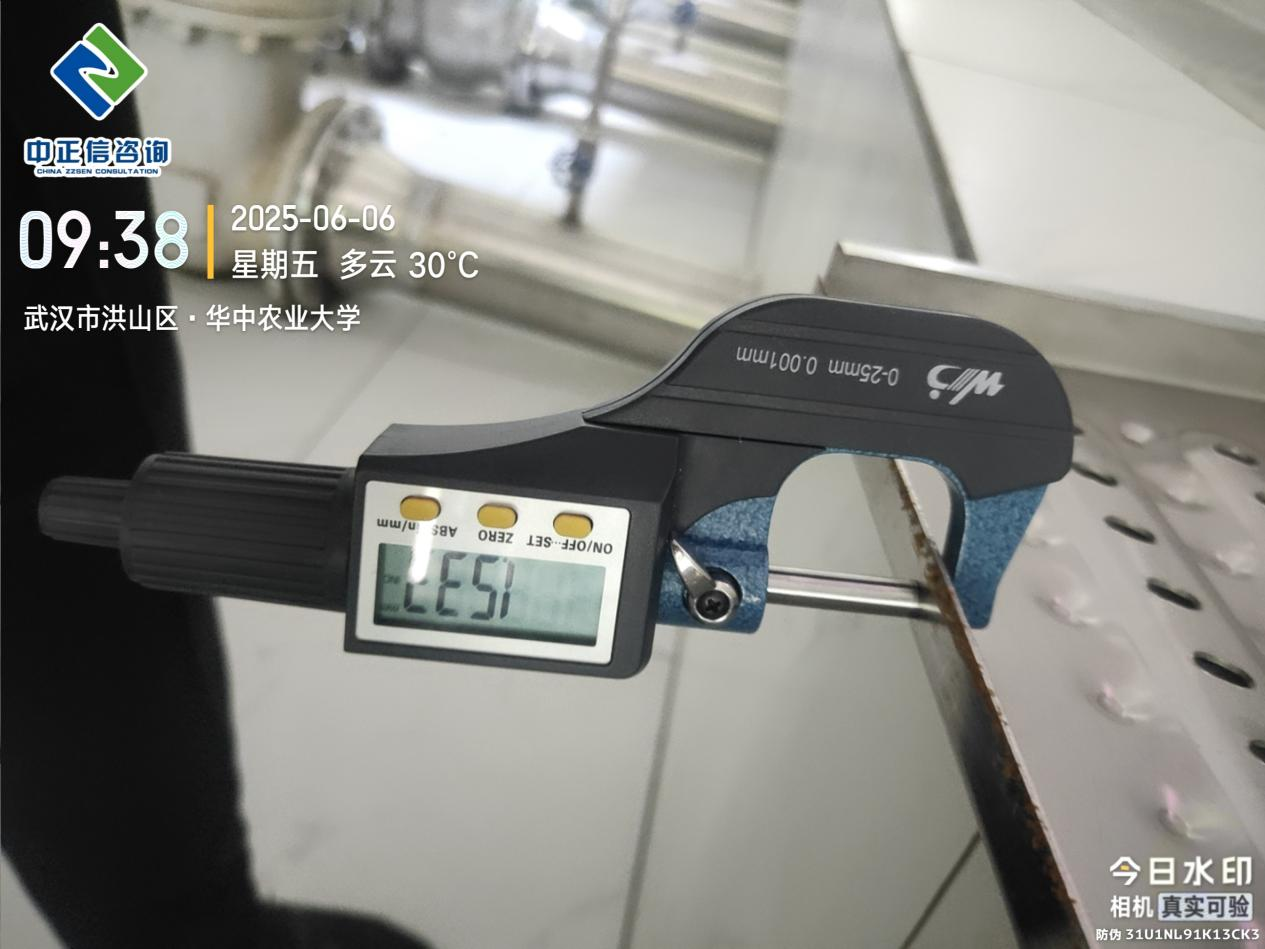 中正信咨询
CHINA ZZSEN CONSULTATION
09:38
2025-06-06
星期五 多云 30℃
武汉市洪山区·华中农业大学
0-25mm 0.001mm
ON/OFF...SET ZERO ABS in/mm
今日水印
相机 真实可验
防伪 31U1NL91K13CK3